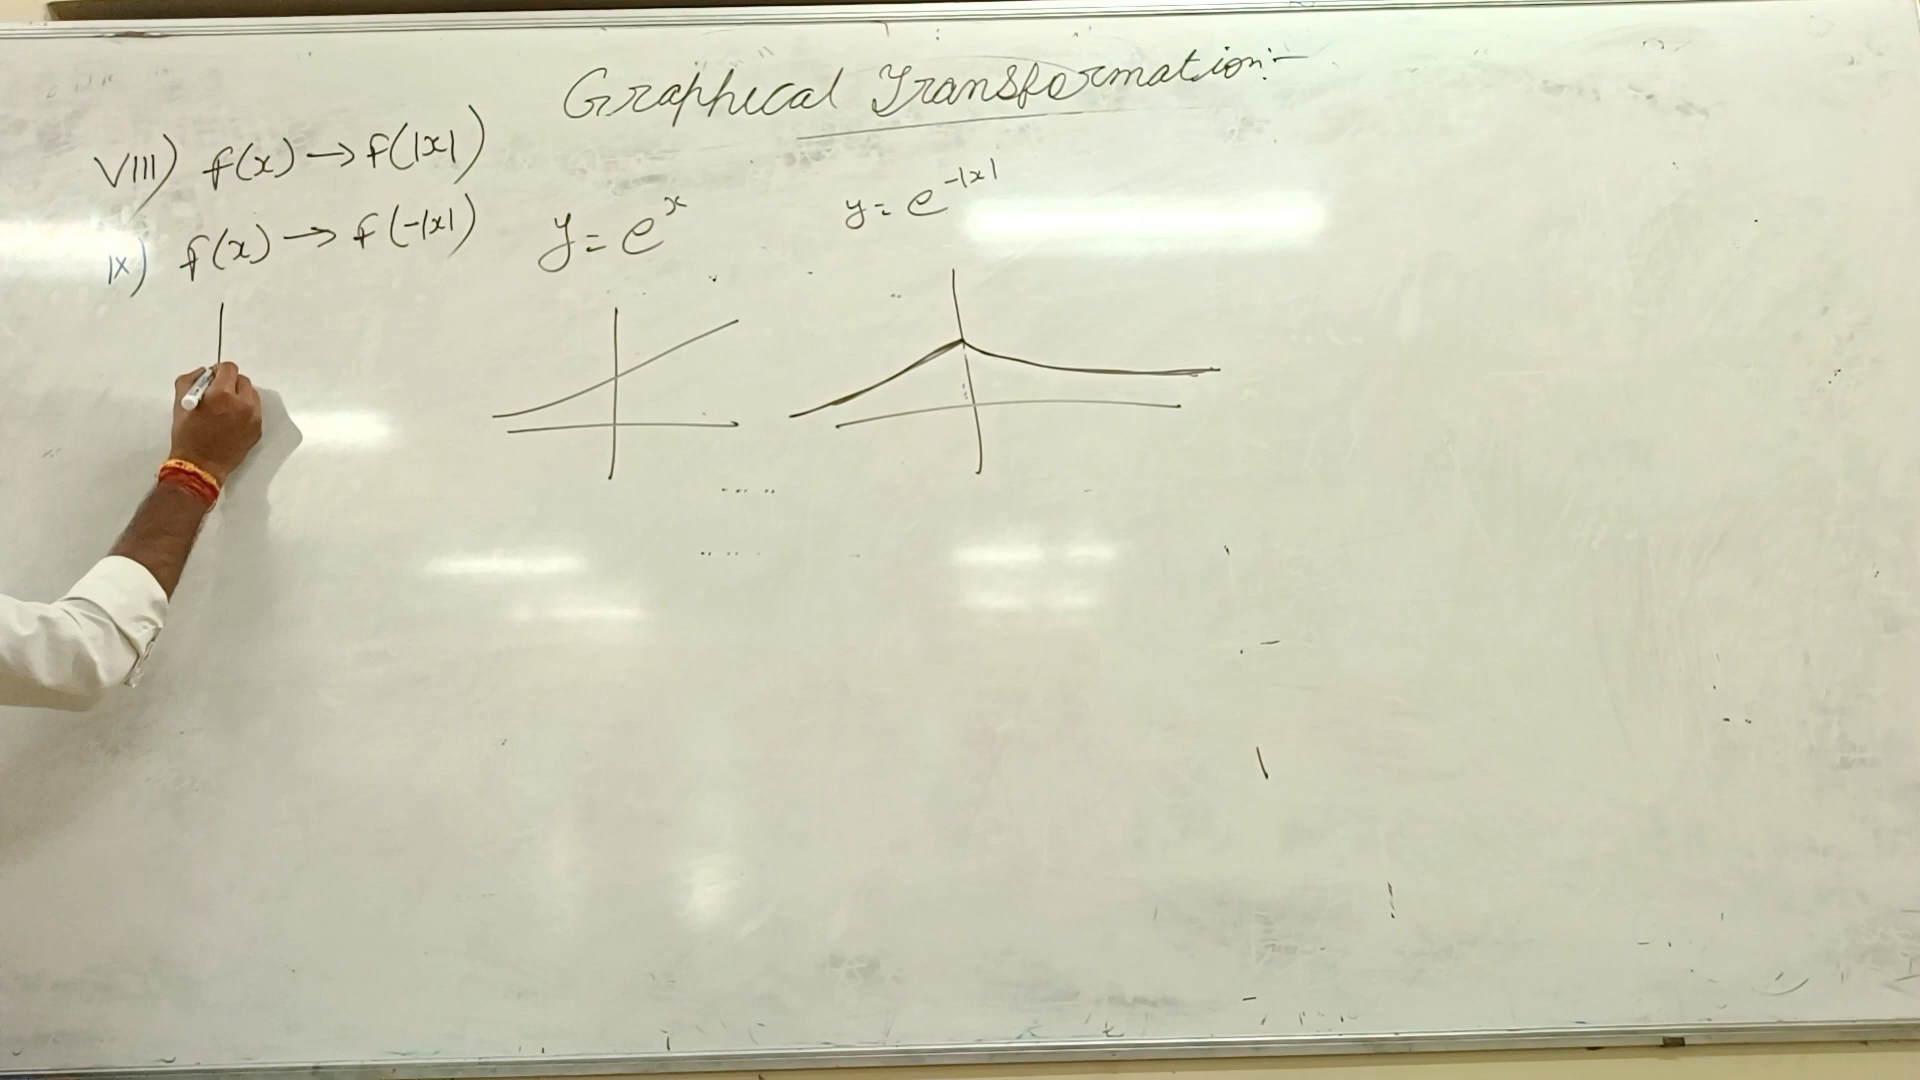 Graphical Transformation:-
VIII) f(x) → f(|x|)
IX) f(x) → f(-|x|)
y = e^x
y = e^-|x|